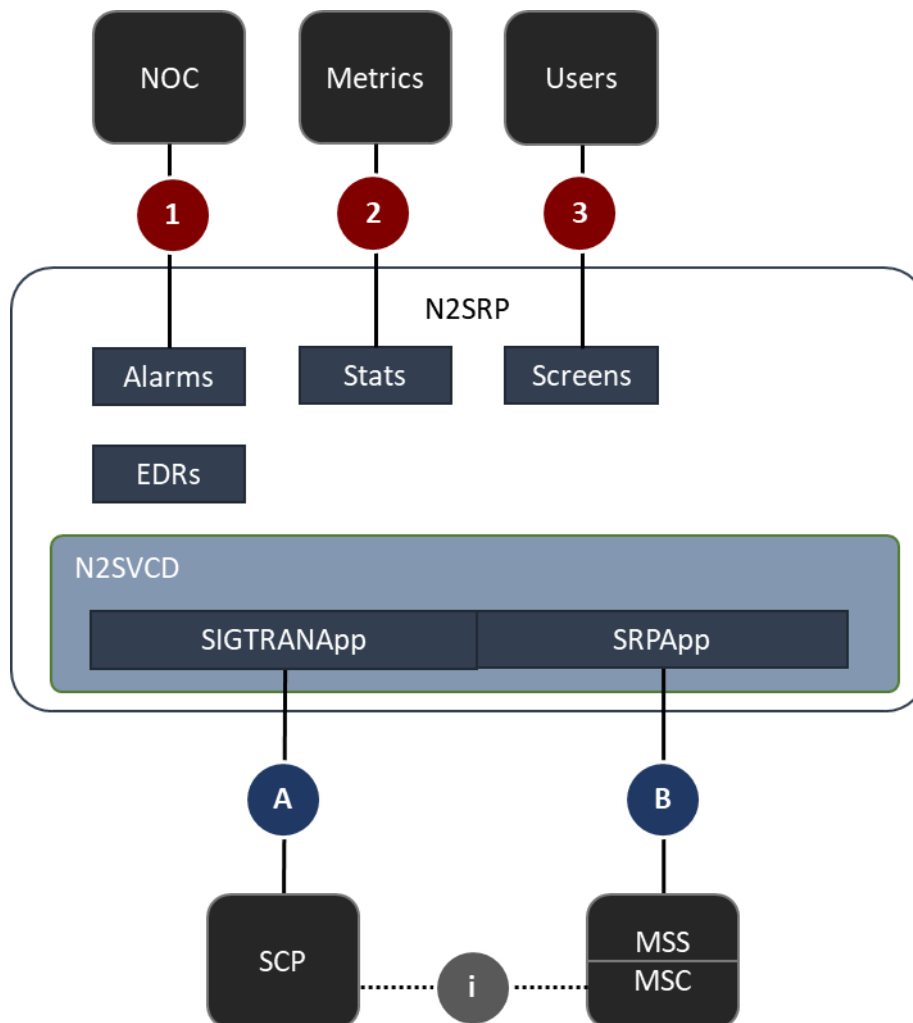 NOC
Metrics
Users
1
2
3
N2SRP
Alarms
Stats
Screens
EDRs
N2SVCD
SIGTRANApp
SRPApp
A
B
SCP
MSS
MSC
i